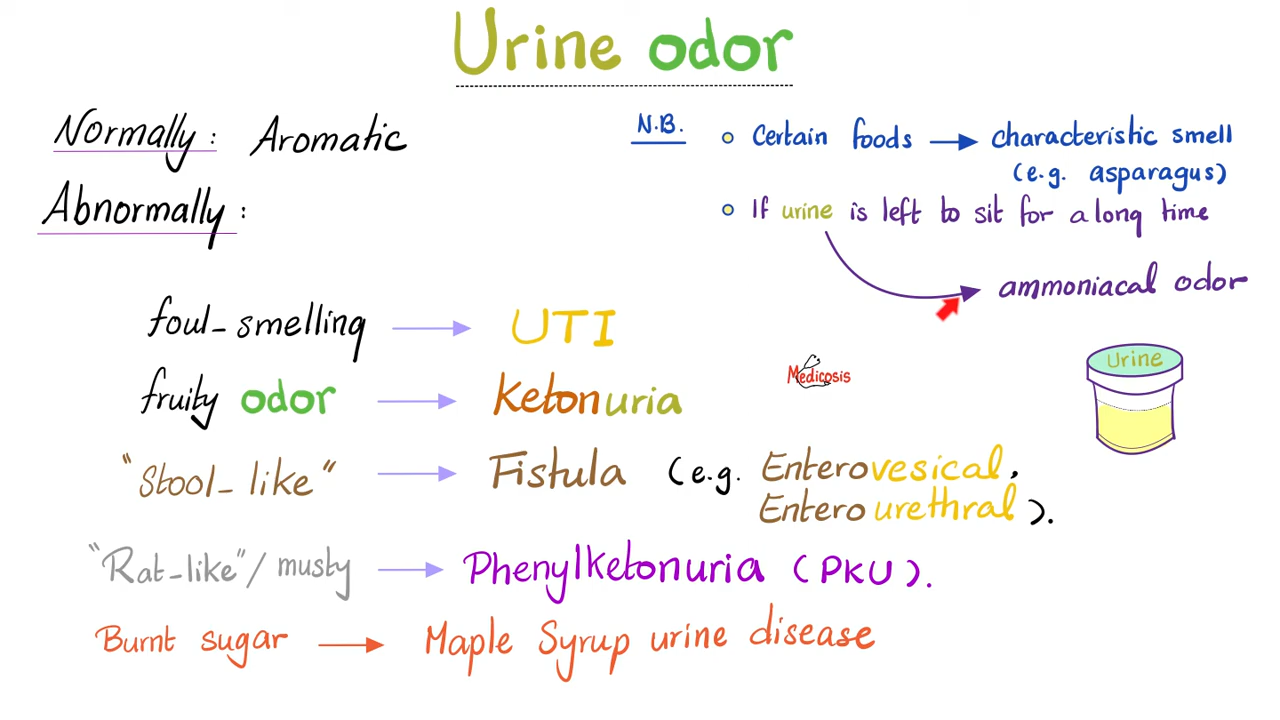 Urine odor
Normally: Aromatic
Abnormally:
N.B.
Certain foods → characteristic smell
(e.g. asparagus)
If urine is left to sit for a long time
ammoniacal odor
foul-smelling → UTI
fruity odor → Ketonuria
"Stool-like" → Fistula (e.g. Enterovesical,
Enterourethral).
"Rat-like"/musty → Phenylketonuria (PKU).
Burnt sugar → Maple Syrup urine disease
Medicosis
Urine